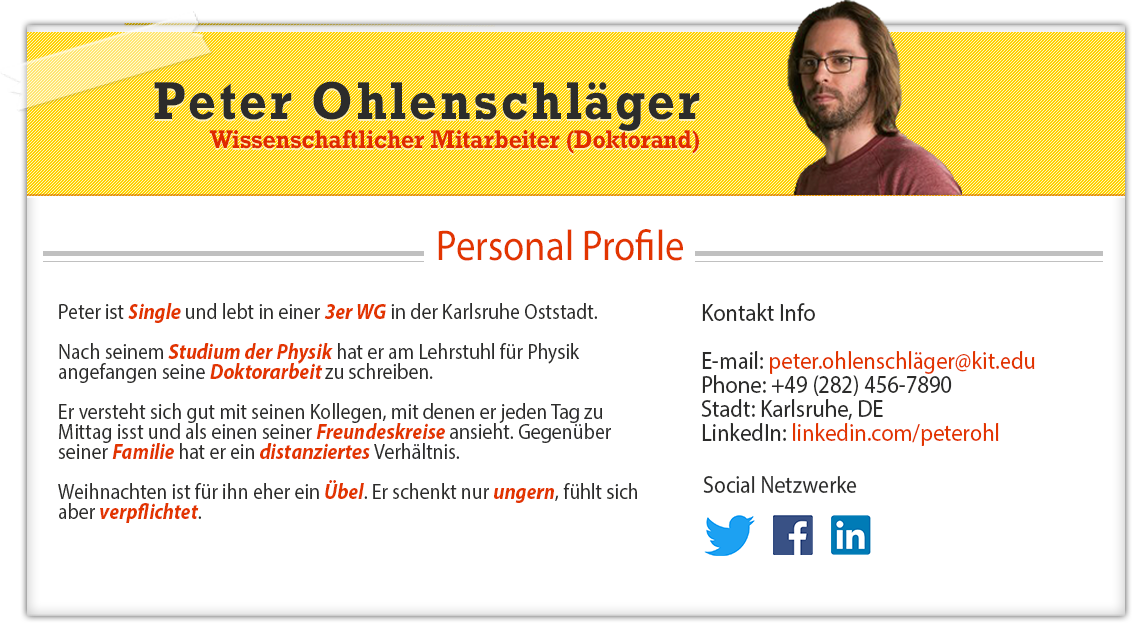 Peter Ohlenschläger
Wissenschaftlicher Mitarbeiter (Doktorand)
Personal Profile
Peter ist Single und lebt in einer 3er WG in der Karlsruhe Oststadt.
Nach seinem Studium der Physik hat er am Lehrstuhl für Physik
angefangen seine Doktorarbeit zu schreiben.
Er versteht sich gut mit seinen Kollegen, mit denen er jeden Tag zu
Mittag isst und als einen seiner Freundeskreise ansieht. Gegenüber
seiner Familie hat er ein distanziertes Verhältnis.
Weihnachten ist für ihn eher ein Übel. Er schenkt nur ungern, fühlt sich
aber verpflichtet.
Kontakt Info
E-mail: peter.ohlenschläger@kit.edu
Phone: +49 (282) 456-7890
Stadt: Karlsruhe, DE
LinkedIn: linkedin.com/peterohl
Social Netzwerke
in